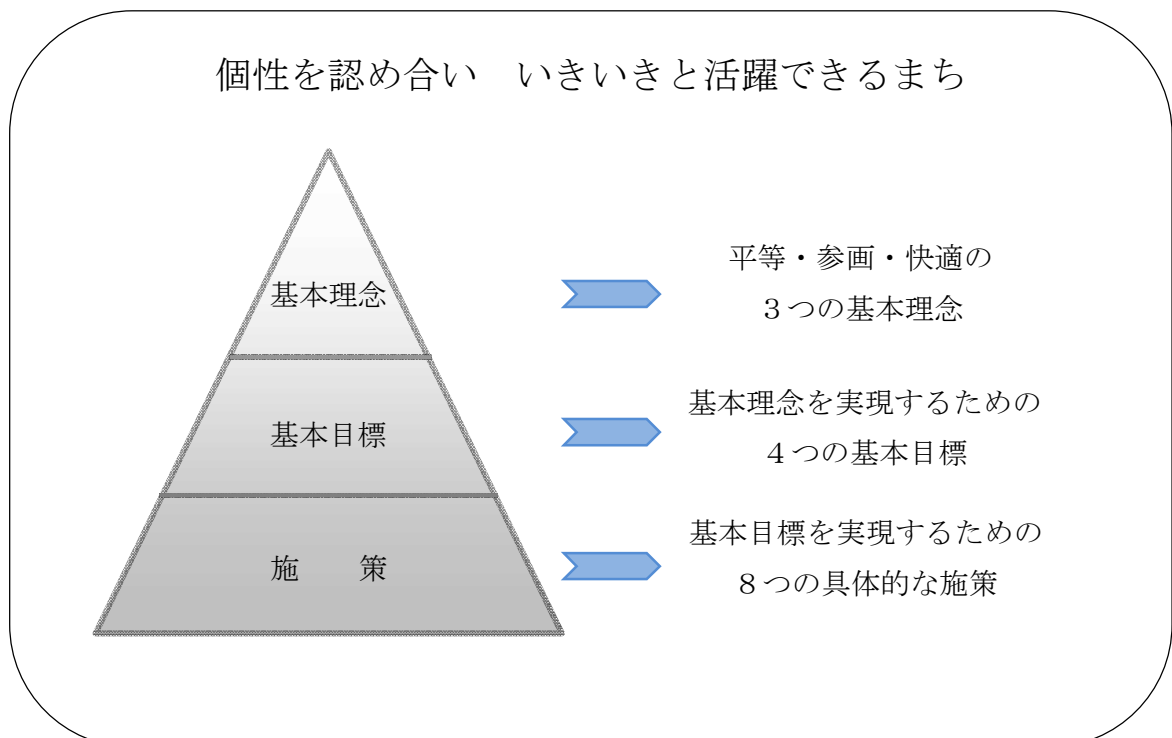 個性を認め合い　いきいきと活躍できるまち
基本理念
平等・参画・快適の
３つの基本理念
基本目標
基本理念を実現するための
４つの基本目標
施　　策
基本目標を実現するための
８つの具体的な施策